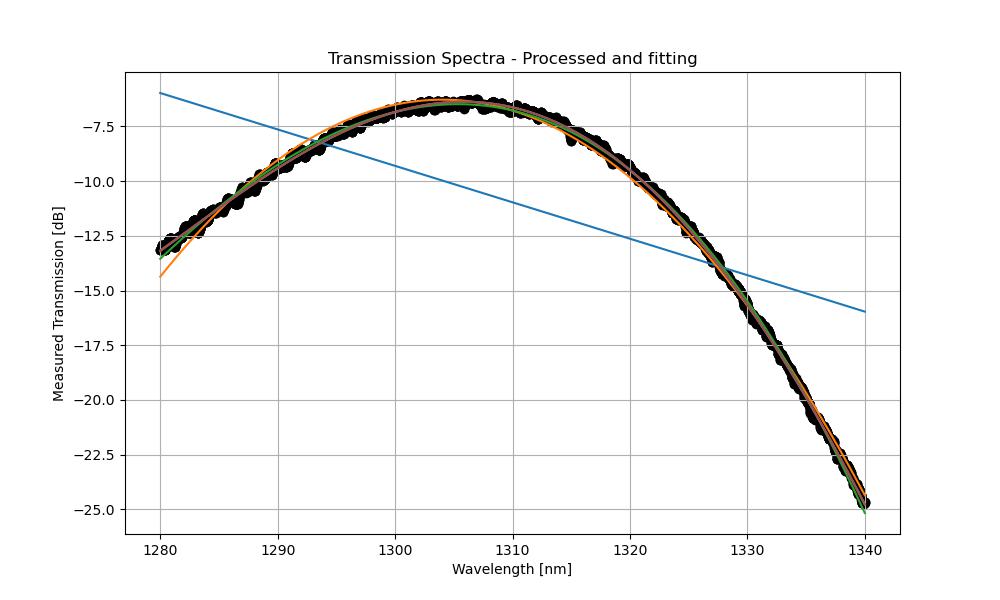 Transmission Spectra - Processed and fitting
Measured Transmission [dB]
−7.5
−10.0
−12.5
−15.0
−17.5
−20.0
−22.5
−25.0
1280 1290 1300 1310 1320 1330 1340
Wavelength [nm]